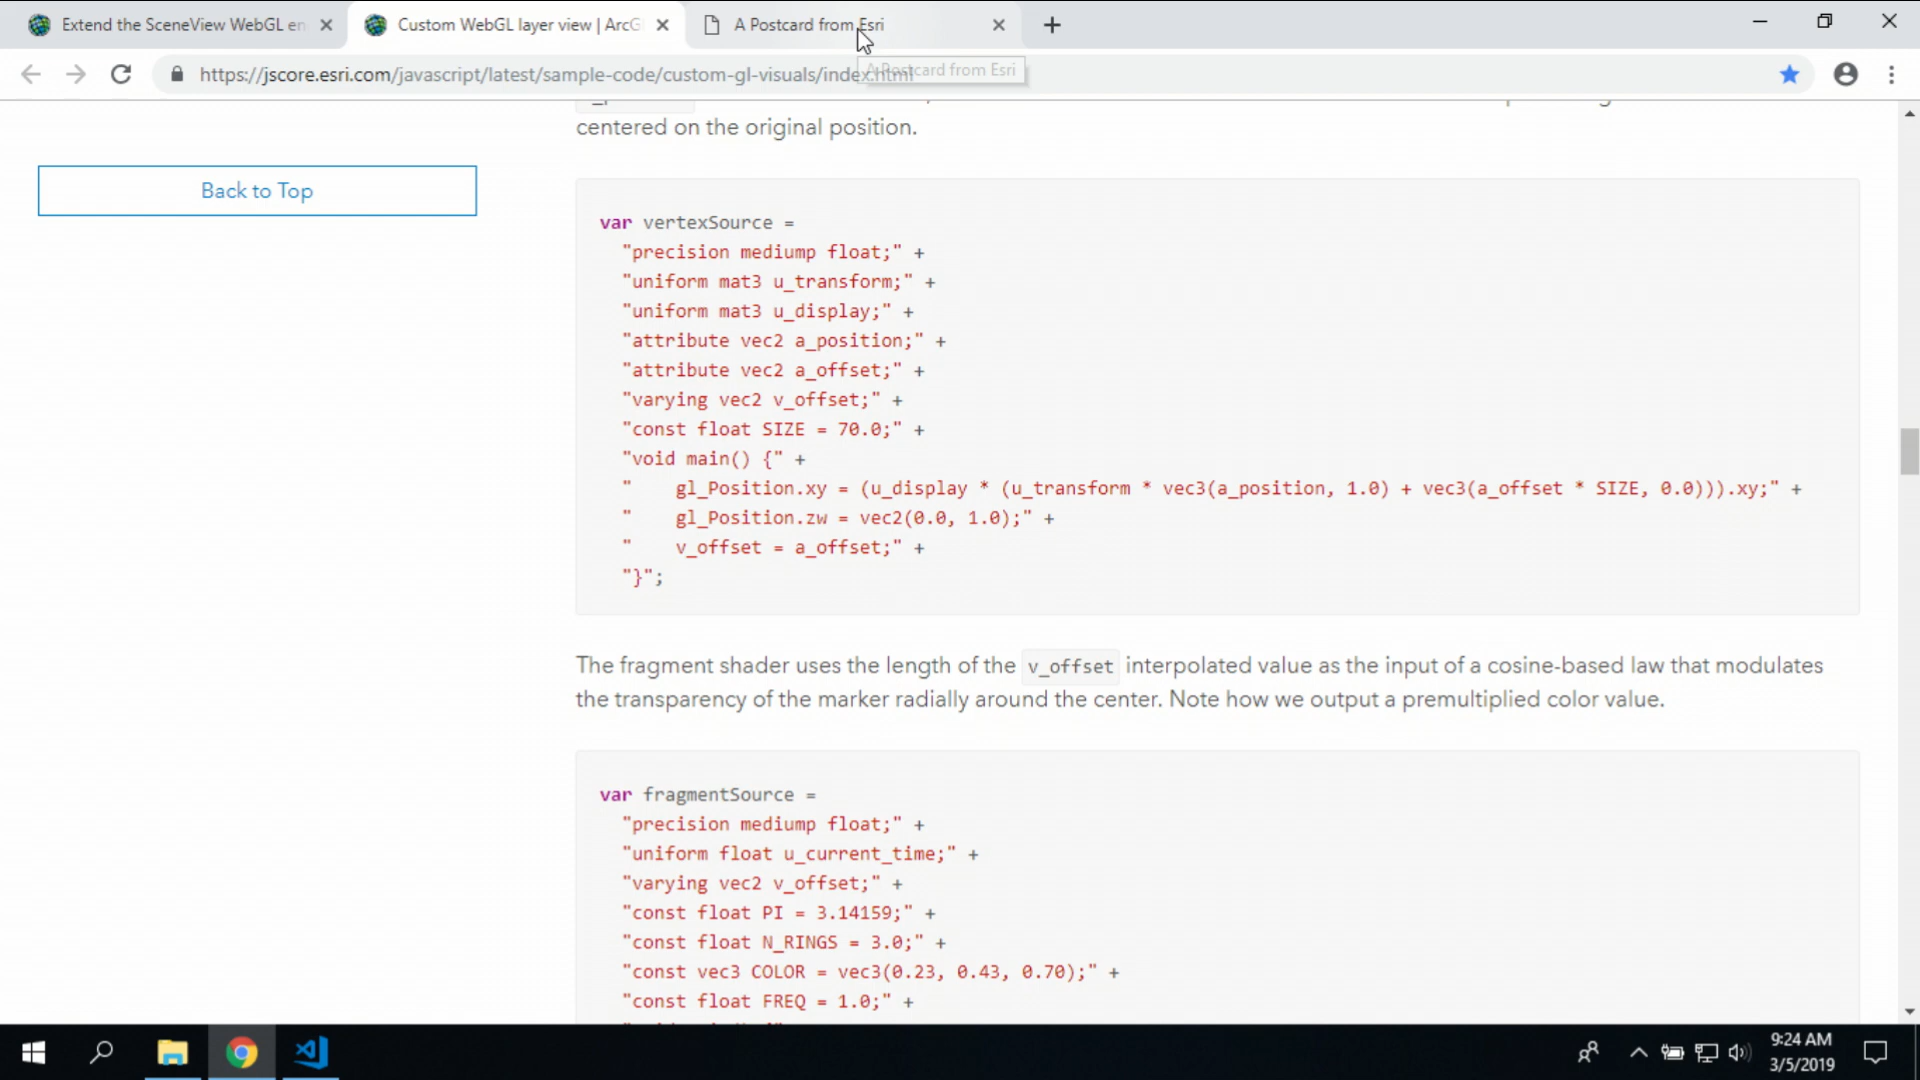 Extend the SceneView WebGL en
Custom WebGL layer view | ArcG
A Postcard from Esri
https://jscore.esri.com/javascript/latest/sample-code/custom-gl-visuals/index.html
A Postcard from Esri
centered on the original position.
Back to Top
var vertexSource =
"precision mediump float;" +
"uniform mat3 u_transform;" +
"uniform mat3 u_display;" +
"attribute vec2 a_position;" +
"attribute vec2 a_offset;" +
"varying vec2 v_offset;" +
"const float SIZE = 70.0;" +
"void main() {" +
"    gl_Position.xy = (u_display * (u_transform * vec3(a_position, 1.0) + vec3(a_offset * SIZE, 0.0))).xy;" +
"    gl_Position.zw = vec2(0.0, 1.0);" +
"    v_offset = a_offset;" +
"}";
The fragment shader uses the length of the v_offset interpolated value as the input of a cosine-based law that modulates
the transparency of the marker radially around the center. Note how we output a premultiplied color value.
var fragmentSource =
"precision mediump float;" +
"uniform float u_current_time;" +
"varying vec2 v_offset;" +
"const float PI = 3.14159;" +
"const float N_RINGS = 3.0;" +
"const vec3 COLOR = vec3(0.23, 0.43, 0.70);" +
"const float FREQ = 1.0;" +
9:24 AM
3/5/2019